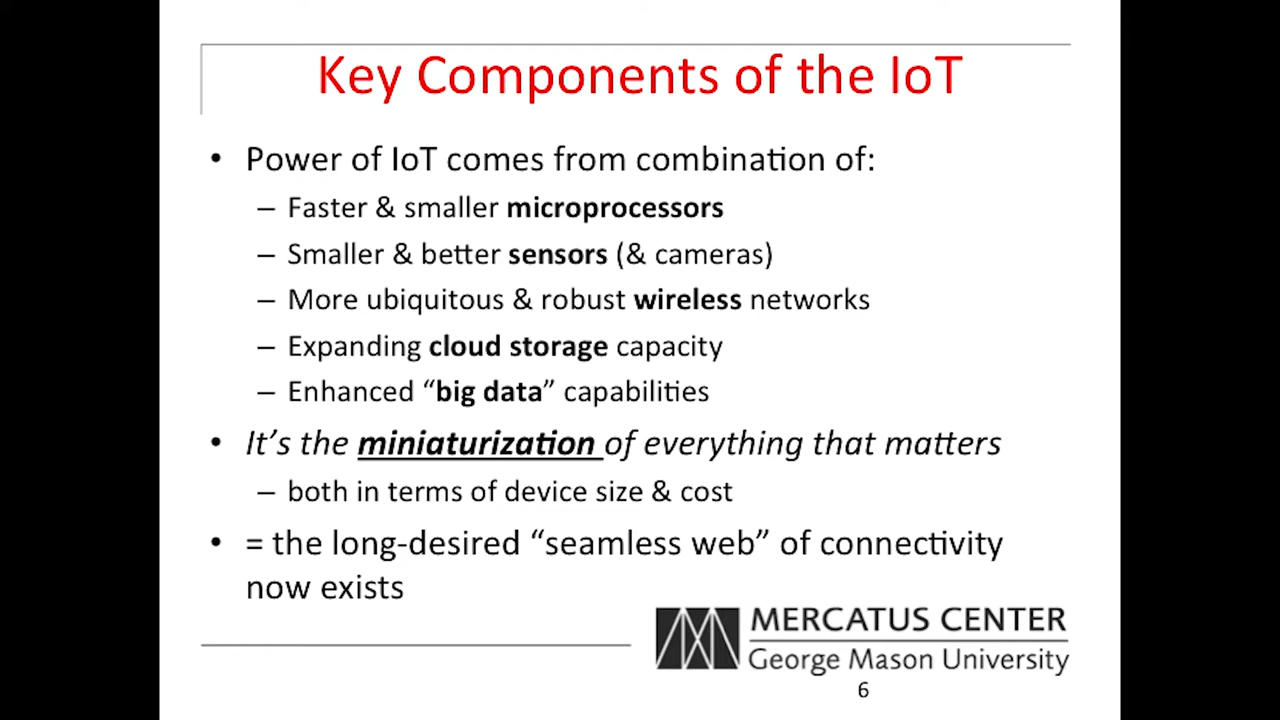 Key Components of the IoT
• Power of IoT comes from combination of:
– Faster & smaller microprocessors
– Smaller & better sensors (& cameras)
– More ubiquitous & robust wireless networks
– Expanding cloud storage capacity
– Enhanced “big data” capabilities
• It’s the miniaturization of everything that matters
– both in terms of device size & cost
• = the long-desired “seamless web” of connectivity
now exists
MERCATUS CENTER
George Mason University
6